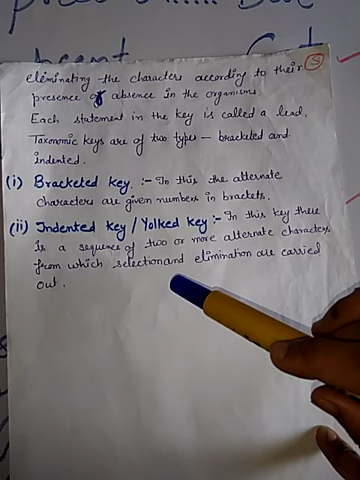 eliminating the characters according to their
5
presence or absence in the organisms.
Each statement in the key is called a lead.
Taxonomic keys are of two types - bracketed and
indented.
(i) Bracketed key :- In this the alternate
characters are given numbers in brackets.
(ii) Indented key / Yolked key :- In this key there
is a sequence of two or more alternate characters
from which selection and elimination are carried
out.